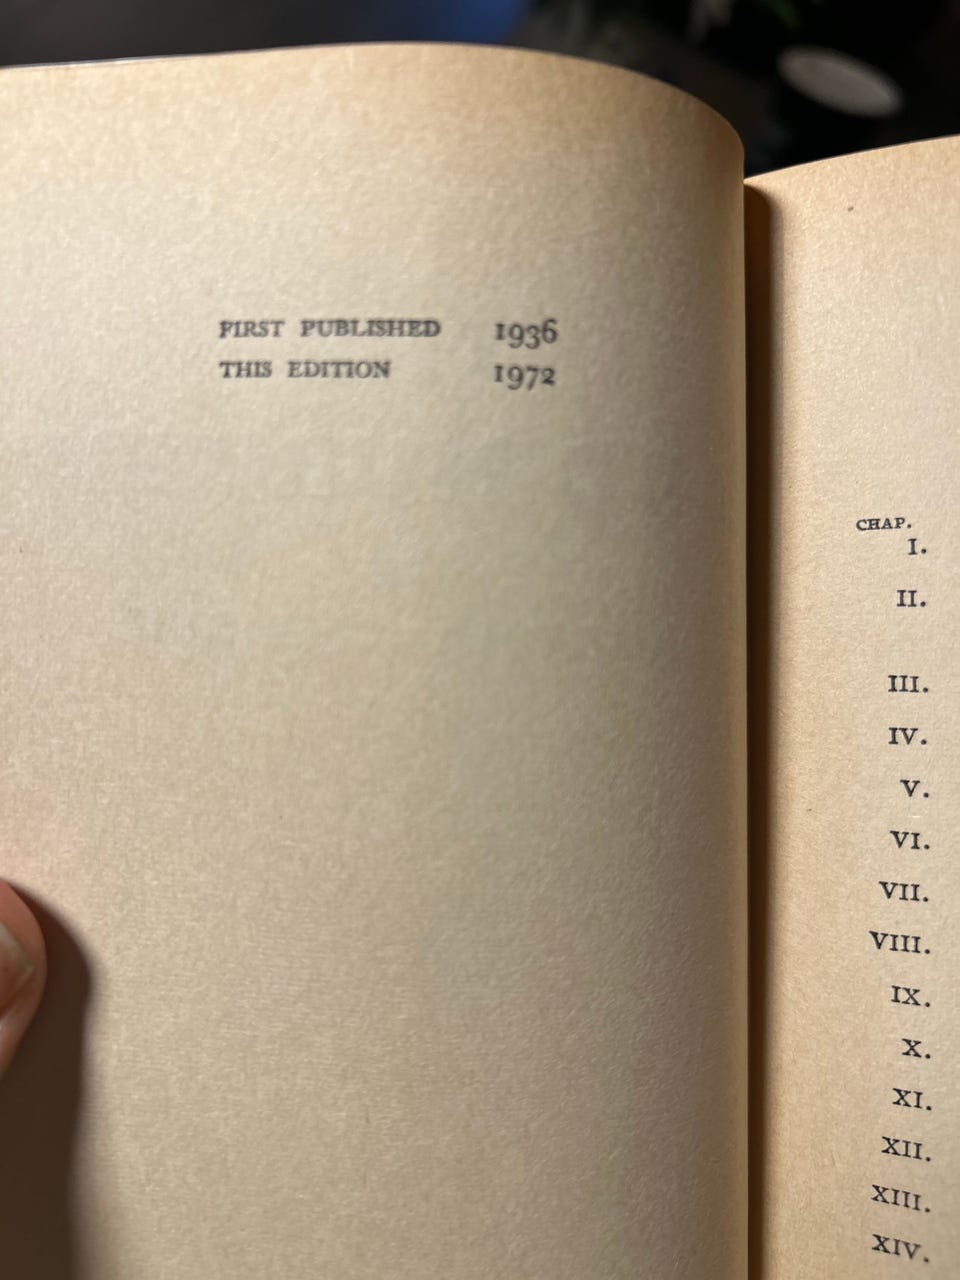 FIRST PUBLISHED 1936
THIS EDITION 1972
CHAP.
I.
II.
III.
IV.
V.
VI.
VII.
VIII.
IX.
X.
XI.
XII.
XIII.
XIV.